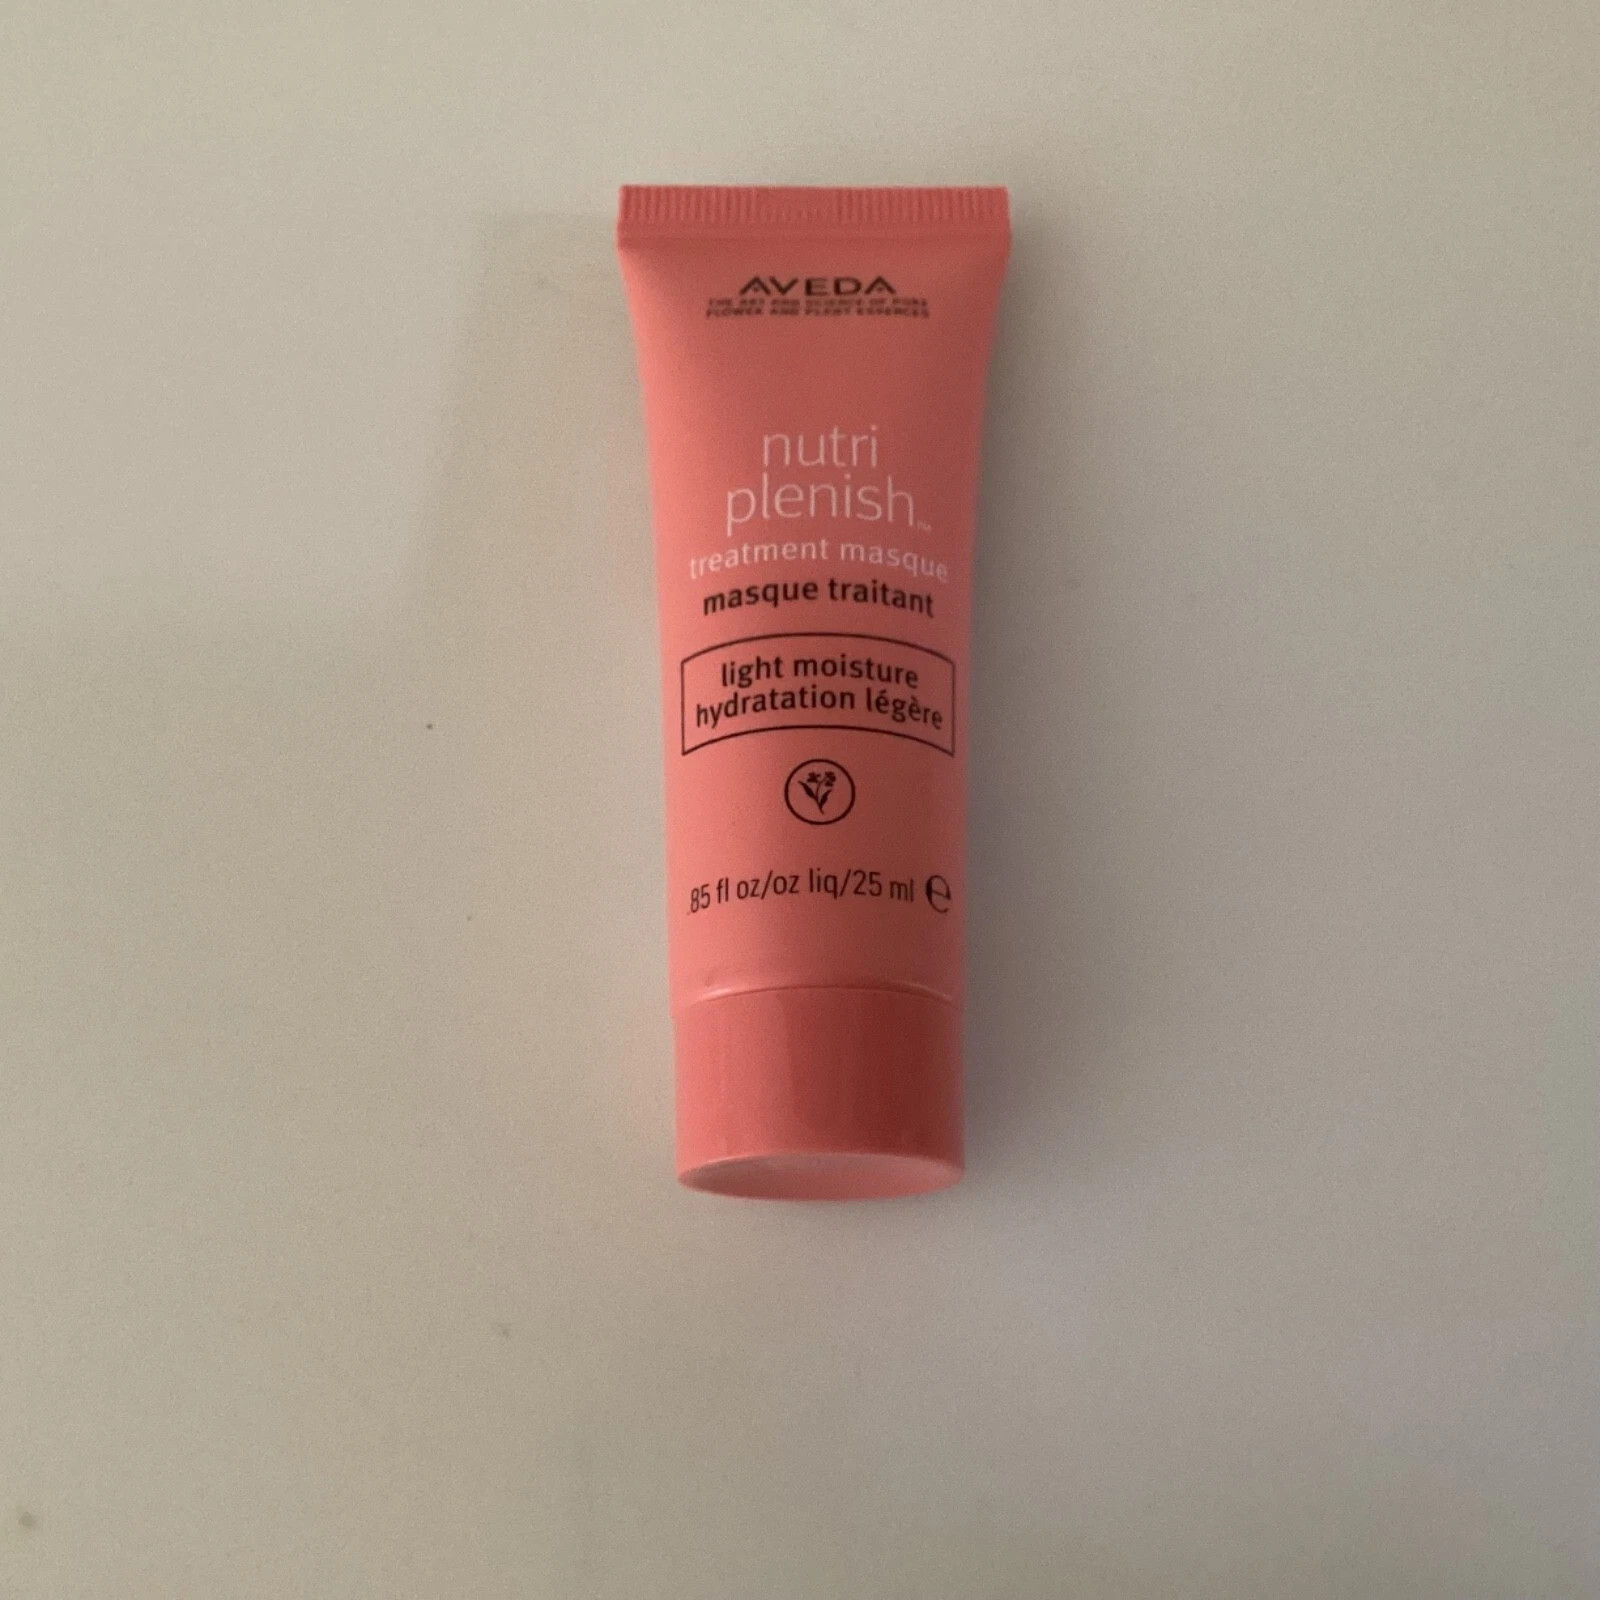 AVEDA
THE ART AND SCIENCE OF PURE
FLOWER AND PLANT ESSENCES
nutri
plenish™
treatment masque
masque traitant
light moisture
hydratation légère
.85 fl oz/oz liq/25 ml ℮